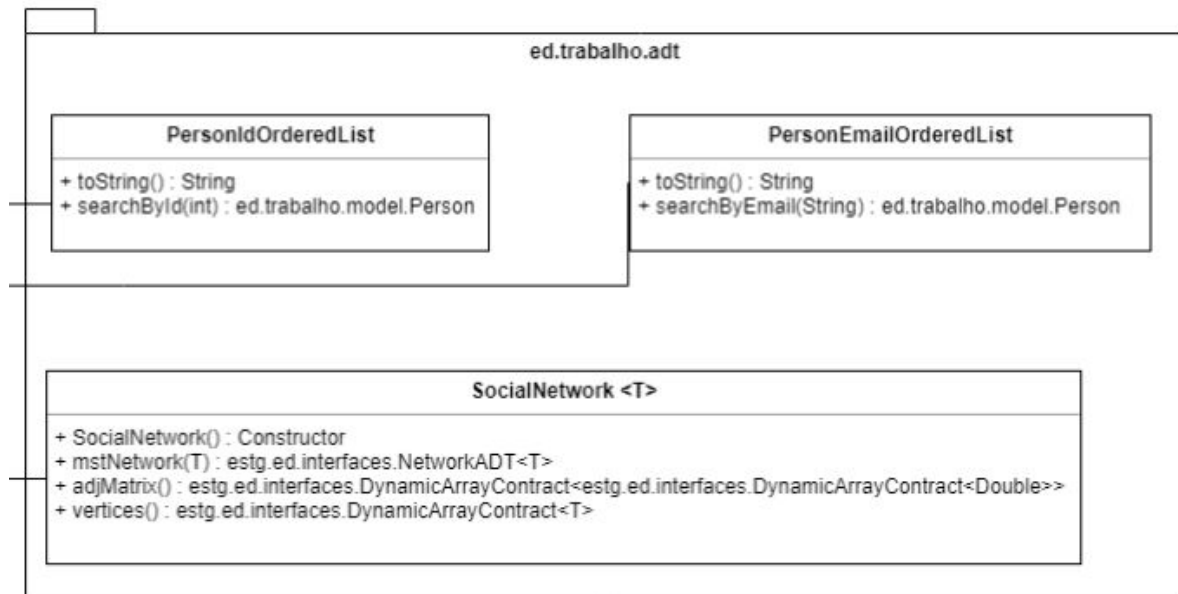 ed.trabalho.adt
PersonIdOrderedList
+ toString() : String
+ searchById(int) : ed.trabalho.model.Person
PersonEmailOrderedList
+ toString() : String
+ searchByEmail(String) : ed.trabalho.model.Person
SocialNetwork <T>
+ SocialNetwork() : Constructor
+ mstNetwork(T) : estg.ed.interfaces.NetworkADT<T>
+ adjMatrix() : estg.ed.interfaces.DynamicArrayContract<estg.ed.interfaces.DynamicArrayContract<Double>>
+ vertices() : estg.ed.interfaces.DynamicArrayContract<T>